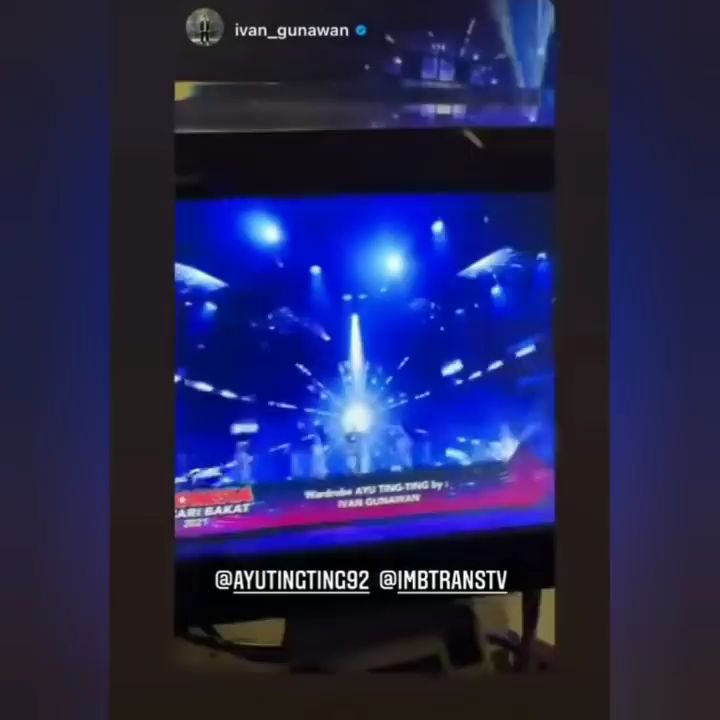 ivan_gunawan
Wardrobe AYU TING-TING by :
IVAN GUNAWAN
CARI BAKAT
2021
@AYUTINGTING92 @IMBTRANSTV